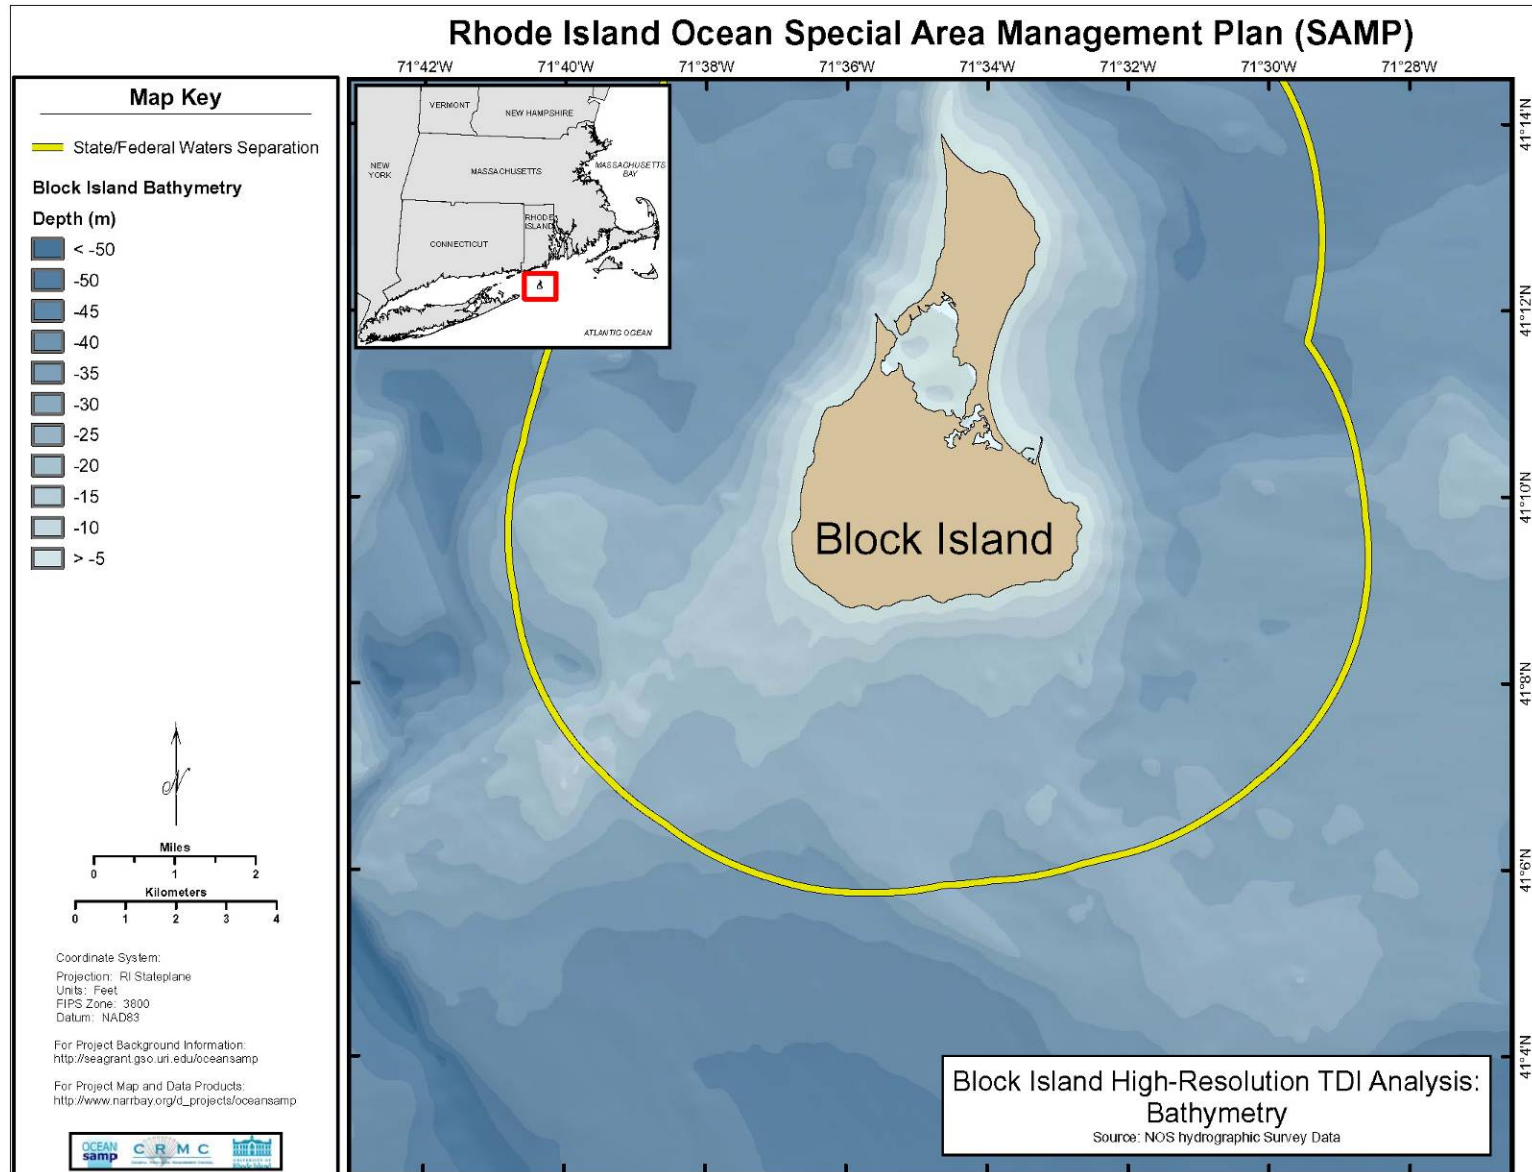 Rhode Island Ocean Special Area Management Plan (SAMP)
71°42'W 71°40'W 71°38'W 71°36'W 71°34'W 71°32'W 71°30'W 71°28'W
Map Key
State/Federal Waters Separation
Block Island Bathymetry
Depth (m)
< -50
-50
-45
-40
-35
-30
-25
-20
-15
-10
> -5
Miles
0 1 2
Kilometers
0 1 2 3 4
Coordinate System:
Projection: RI Stateplane
Units: Feet
FIPS Zone: 3800
Datum: NAD83
For Project Background Information:
http://seagrant.gso.uri.edu/oceansamp
For Project Map and Data Products:
http://www.narrbay.org/d_projects/oceansamp
OCEAN
samp
C R M C
VERMONT
NEW HAMPSHIRE
NEW
YORK
MASSACHUSETTS
MASSACHUSETTS
BAY
RHODE
ISLAND
CONNECTICUT
ATLANTIC OCEAN
Block Island
41°14'N
41°12'N
41°10'N
41°8'N
41°6'N
41°4'N
Block Island High-Resolution TDI Analysis:
Bathymetry
Source: NOS hydrographic Survey Data